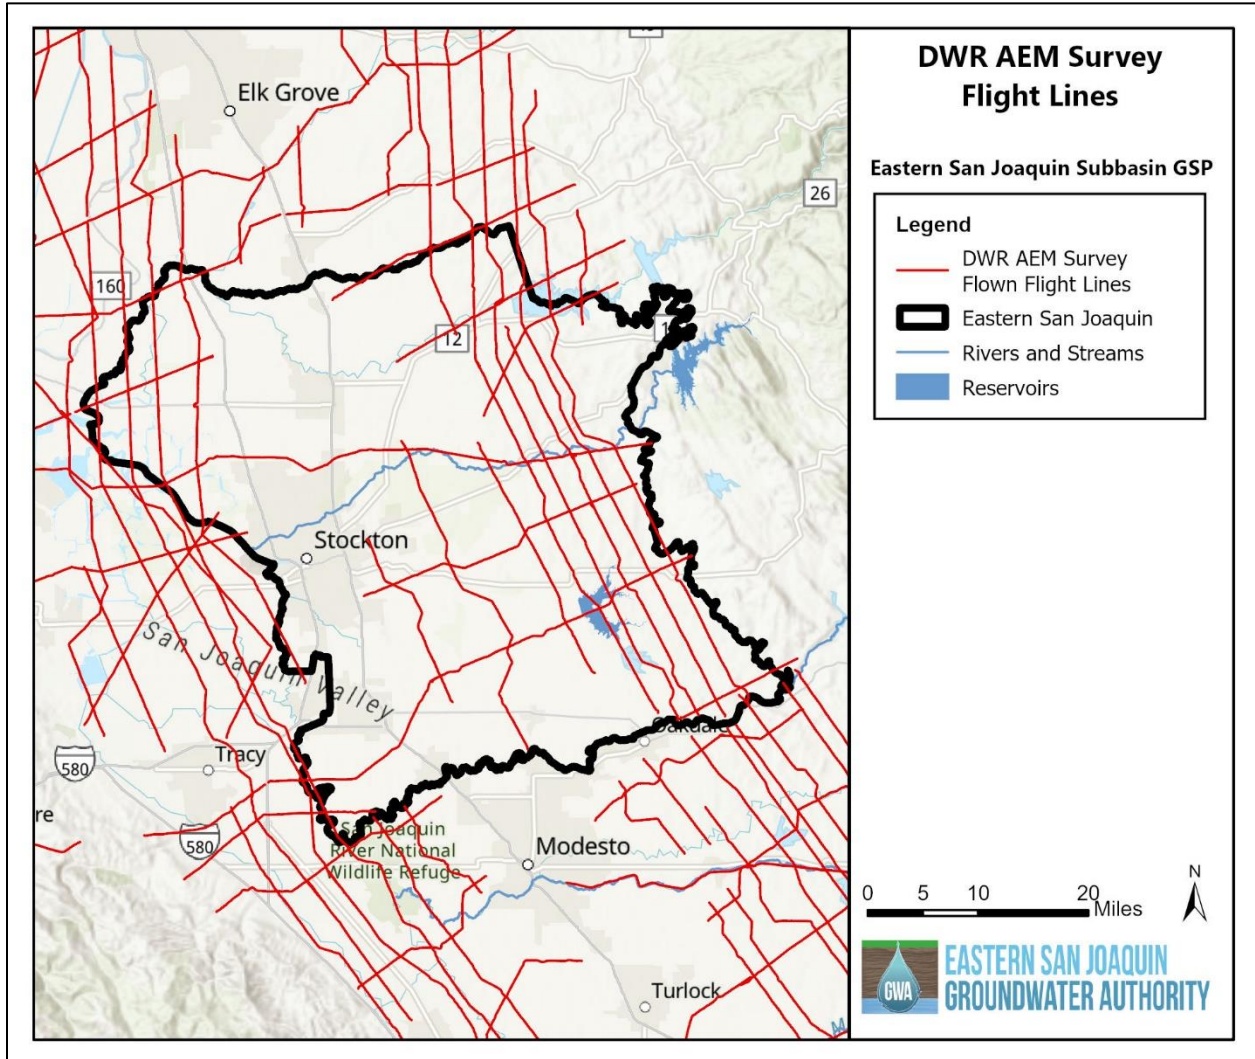 Elk Grove
26
160
12
1
Stockton
San Joaquin Valley
Oakdale
Tracy
580
580
re
San Joaquin
River National
Wildlife Refuge
Modesto
Turlock
DWR AEM Survey
Flight Lines
Eastern San Joaquin Subbasin GSP
Legend
DWR AEM Survey
Flown Flight Lines
Eastern San Joaquin
Rivers and Streams
Reservoirs
N
0 5 10 20
Miles
GWA
EASTERN SAN JOAQUIN
GROUNDWATER AUTHORITY